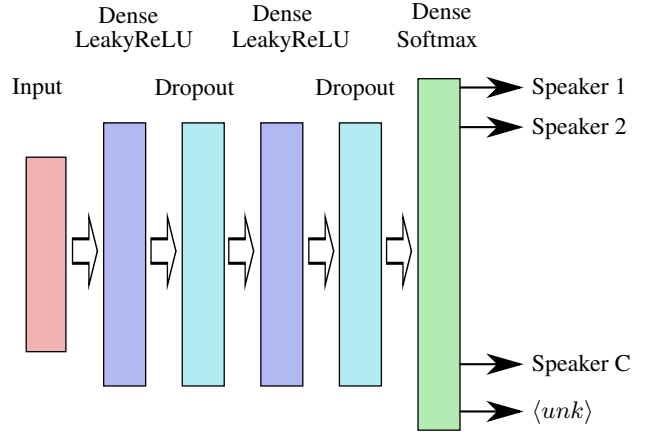 Dense
LeakyReLU
Dense
LeakyReLU
Dense
Softmax
Input
Dropout
Dropout
Speaker 1
Speaker 2
Speaker C
⟨unk⟩